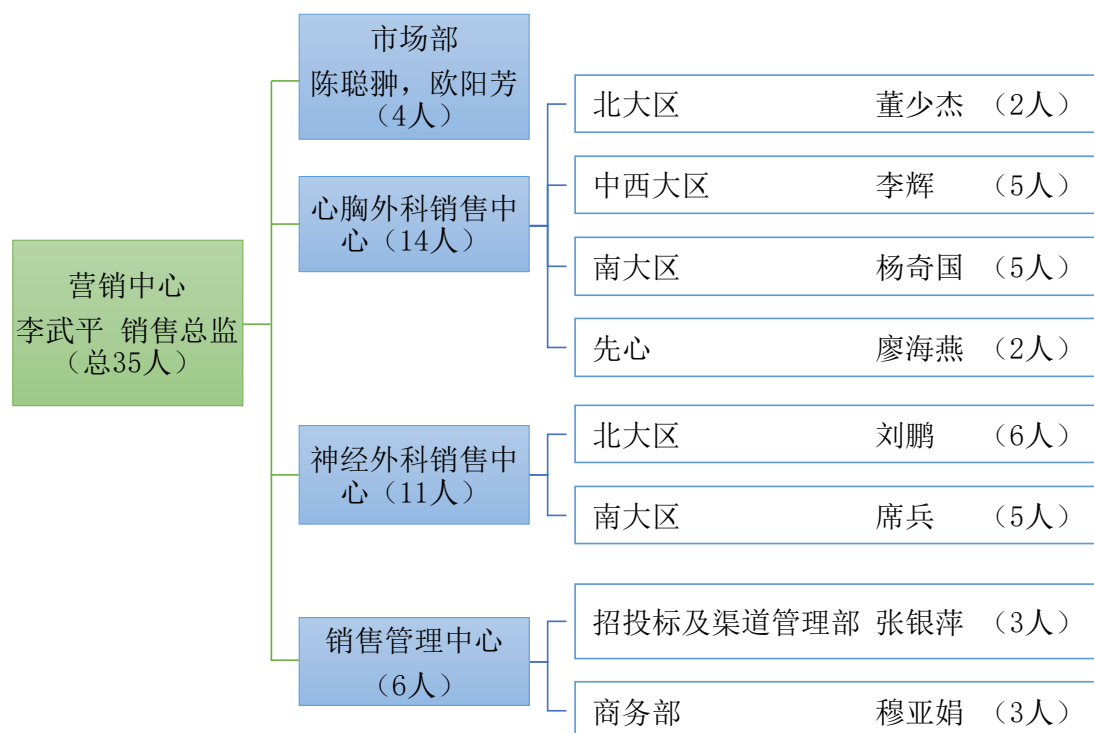 营销中心
李武平 销售总监
（总35人）
市场部
陈聪翀，欧阳芳
（4人）
心胸外科销售中
心（14人）
北大区 董少杰 （2人）
中西大区 李辉 （5人）
南大区 杨奇国 （5人）
先心 廖海燕 （2人）
神经外科销售中
心（11人）
北大区 刘鹏 （6人）
南大区 席兵 （5人）
销售管理中心
（6人）
招投标及渠道管理部 张银萍 （3人）
商务部 穆亚娟 （3人）